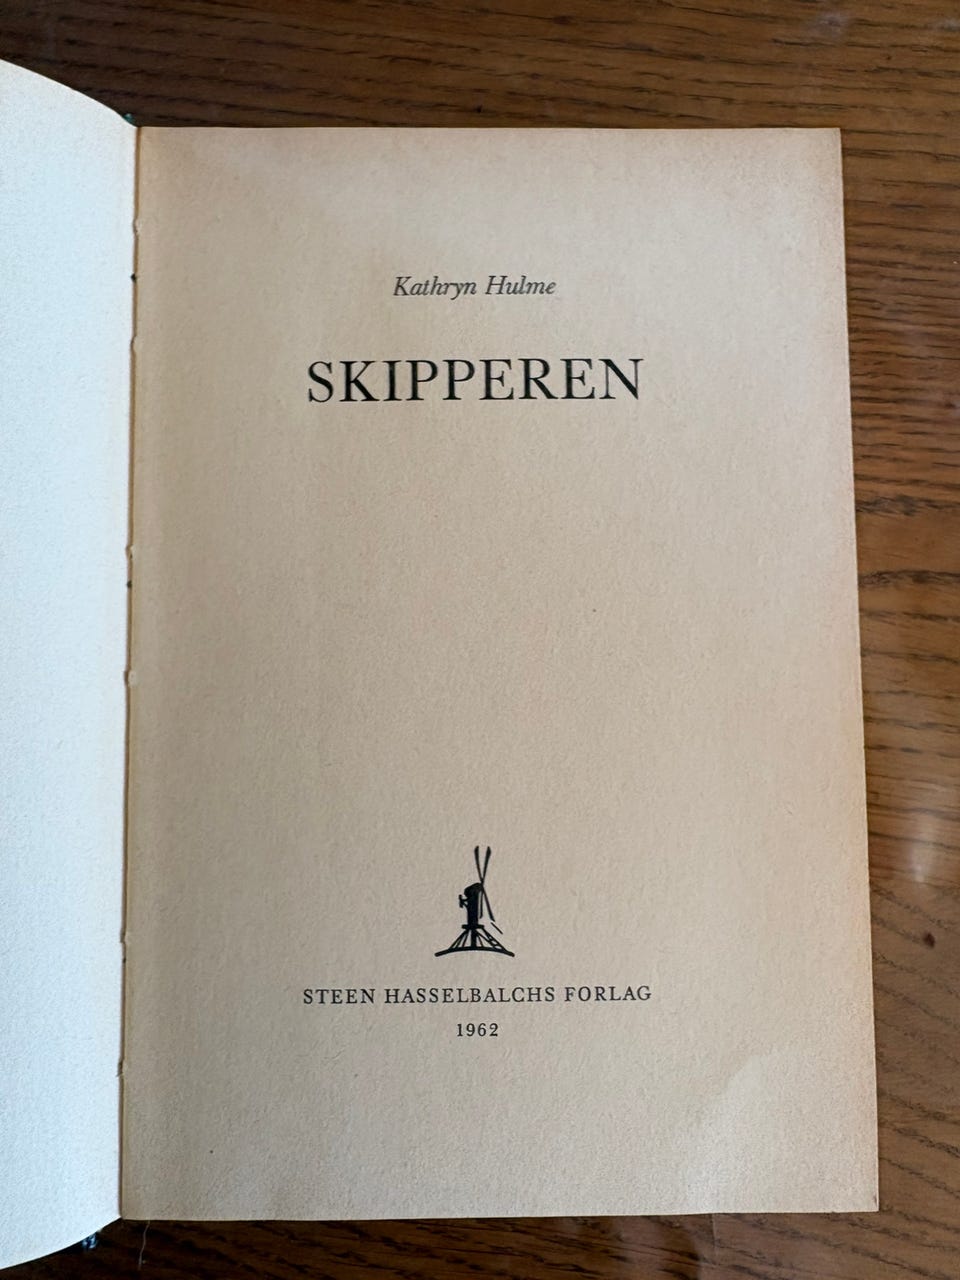 Kathryn Hulme
SKIPPEREN
STEEN HASSELBALCHS FORLAG
1962